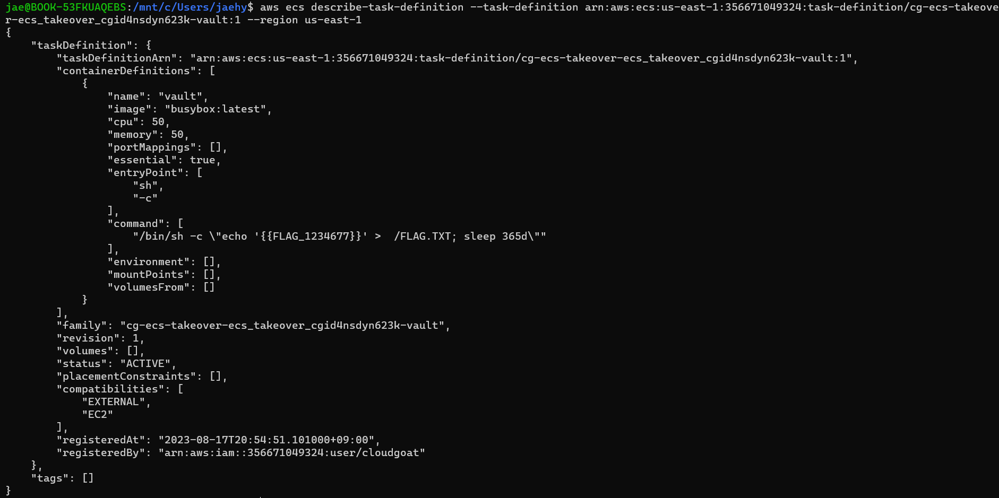 jae@BOOK-53FKUAQEBS:/mnt/c/Users/jaehy$ aws ecs describe-task-definition --task-definition arn:aws:ecs:us-east-1:356671049324:task-definition/cg-ecs-takeove
r-ecs_takeover_cgid4nsdyn623k-vault:1 --region us-east-1
{
    "taskDefinition": {
        "taskDefinitionArn": "arn:aws:ecs:us-east-1:356671049324:task-definition/cg-ecs-takeover-ecs_takeover_cgid4nsdyn623k-vault:1",
        "containerDefinitions": [
            {
                "name": "vault",
                "image": "busybox:latest",
                "cpu": 50,
                "memory": 50,
                "portMappings": [],
                "essential": true,
                "entryPoint": [
                    "sh",
                    "-c"
                ],
                "command": [
                    "/bin/sh -c \"echo '{{FLAG_1234677}}' >  /FLAG.TXT; sleep 365d\""
                ],
                "environment": [],
                "mountPoints": [],
                "volumesFrom": []
            }
        ],
        "family": "cg-ecs-takeover-ecs_takeover_cgid4nsdyn623k-vault",
        "revision": 1,
        "volumes": [],
        "status": "ACTIVE",
        "placementConstraints": [],
        "compatibilities": [
            "EXTERNAL",
            "EC2"
        ],
        "registeredAt": "2023-08-17T20:54:51.101000+09:00",
        "registeredBy": "arn:aws:iam::356671049324:user/cloudgoat"
    },
    "tags": []
}